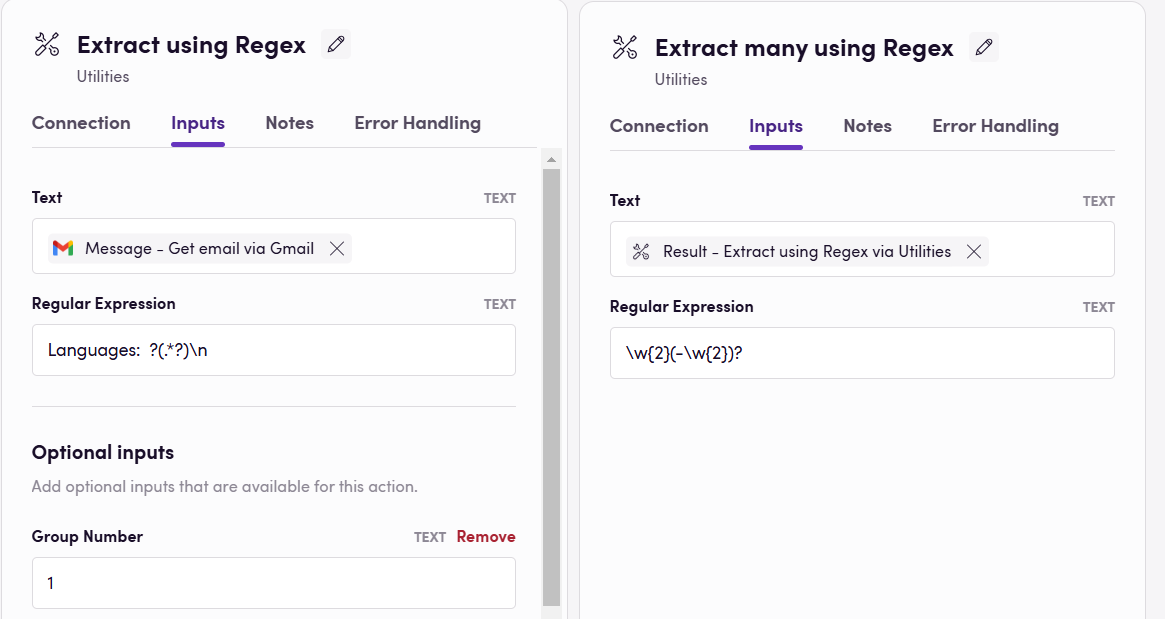 Extract using Regex
Utilities
Connection Inputs Notes Error Handling
Text TEXT
Message - Get email via Gmail
Regular Expression TEXT
Languages:  ?(.*?)\n
Optional inputs
Add optional inputs that are available for this action.
Group Number TEXT Remove
1
Extract many using Regex
Utilities
Connection Inputs Notes Error Handling
Text TEXT
Result - Extract using Regex via Utilities
Regular Expression TEXT
\w{2}(-\w{2})?